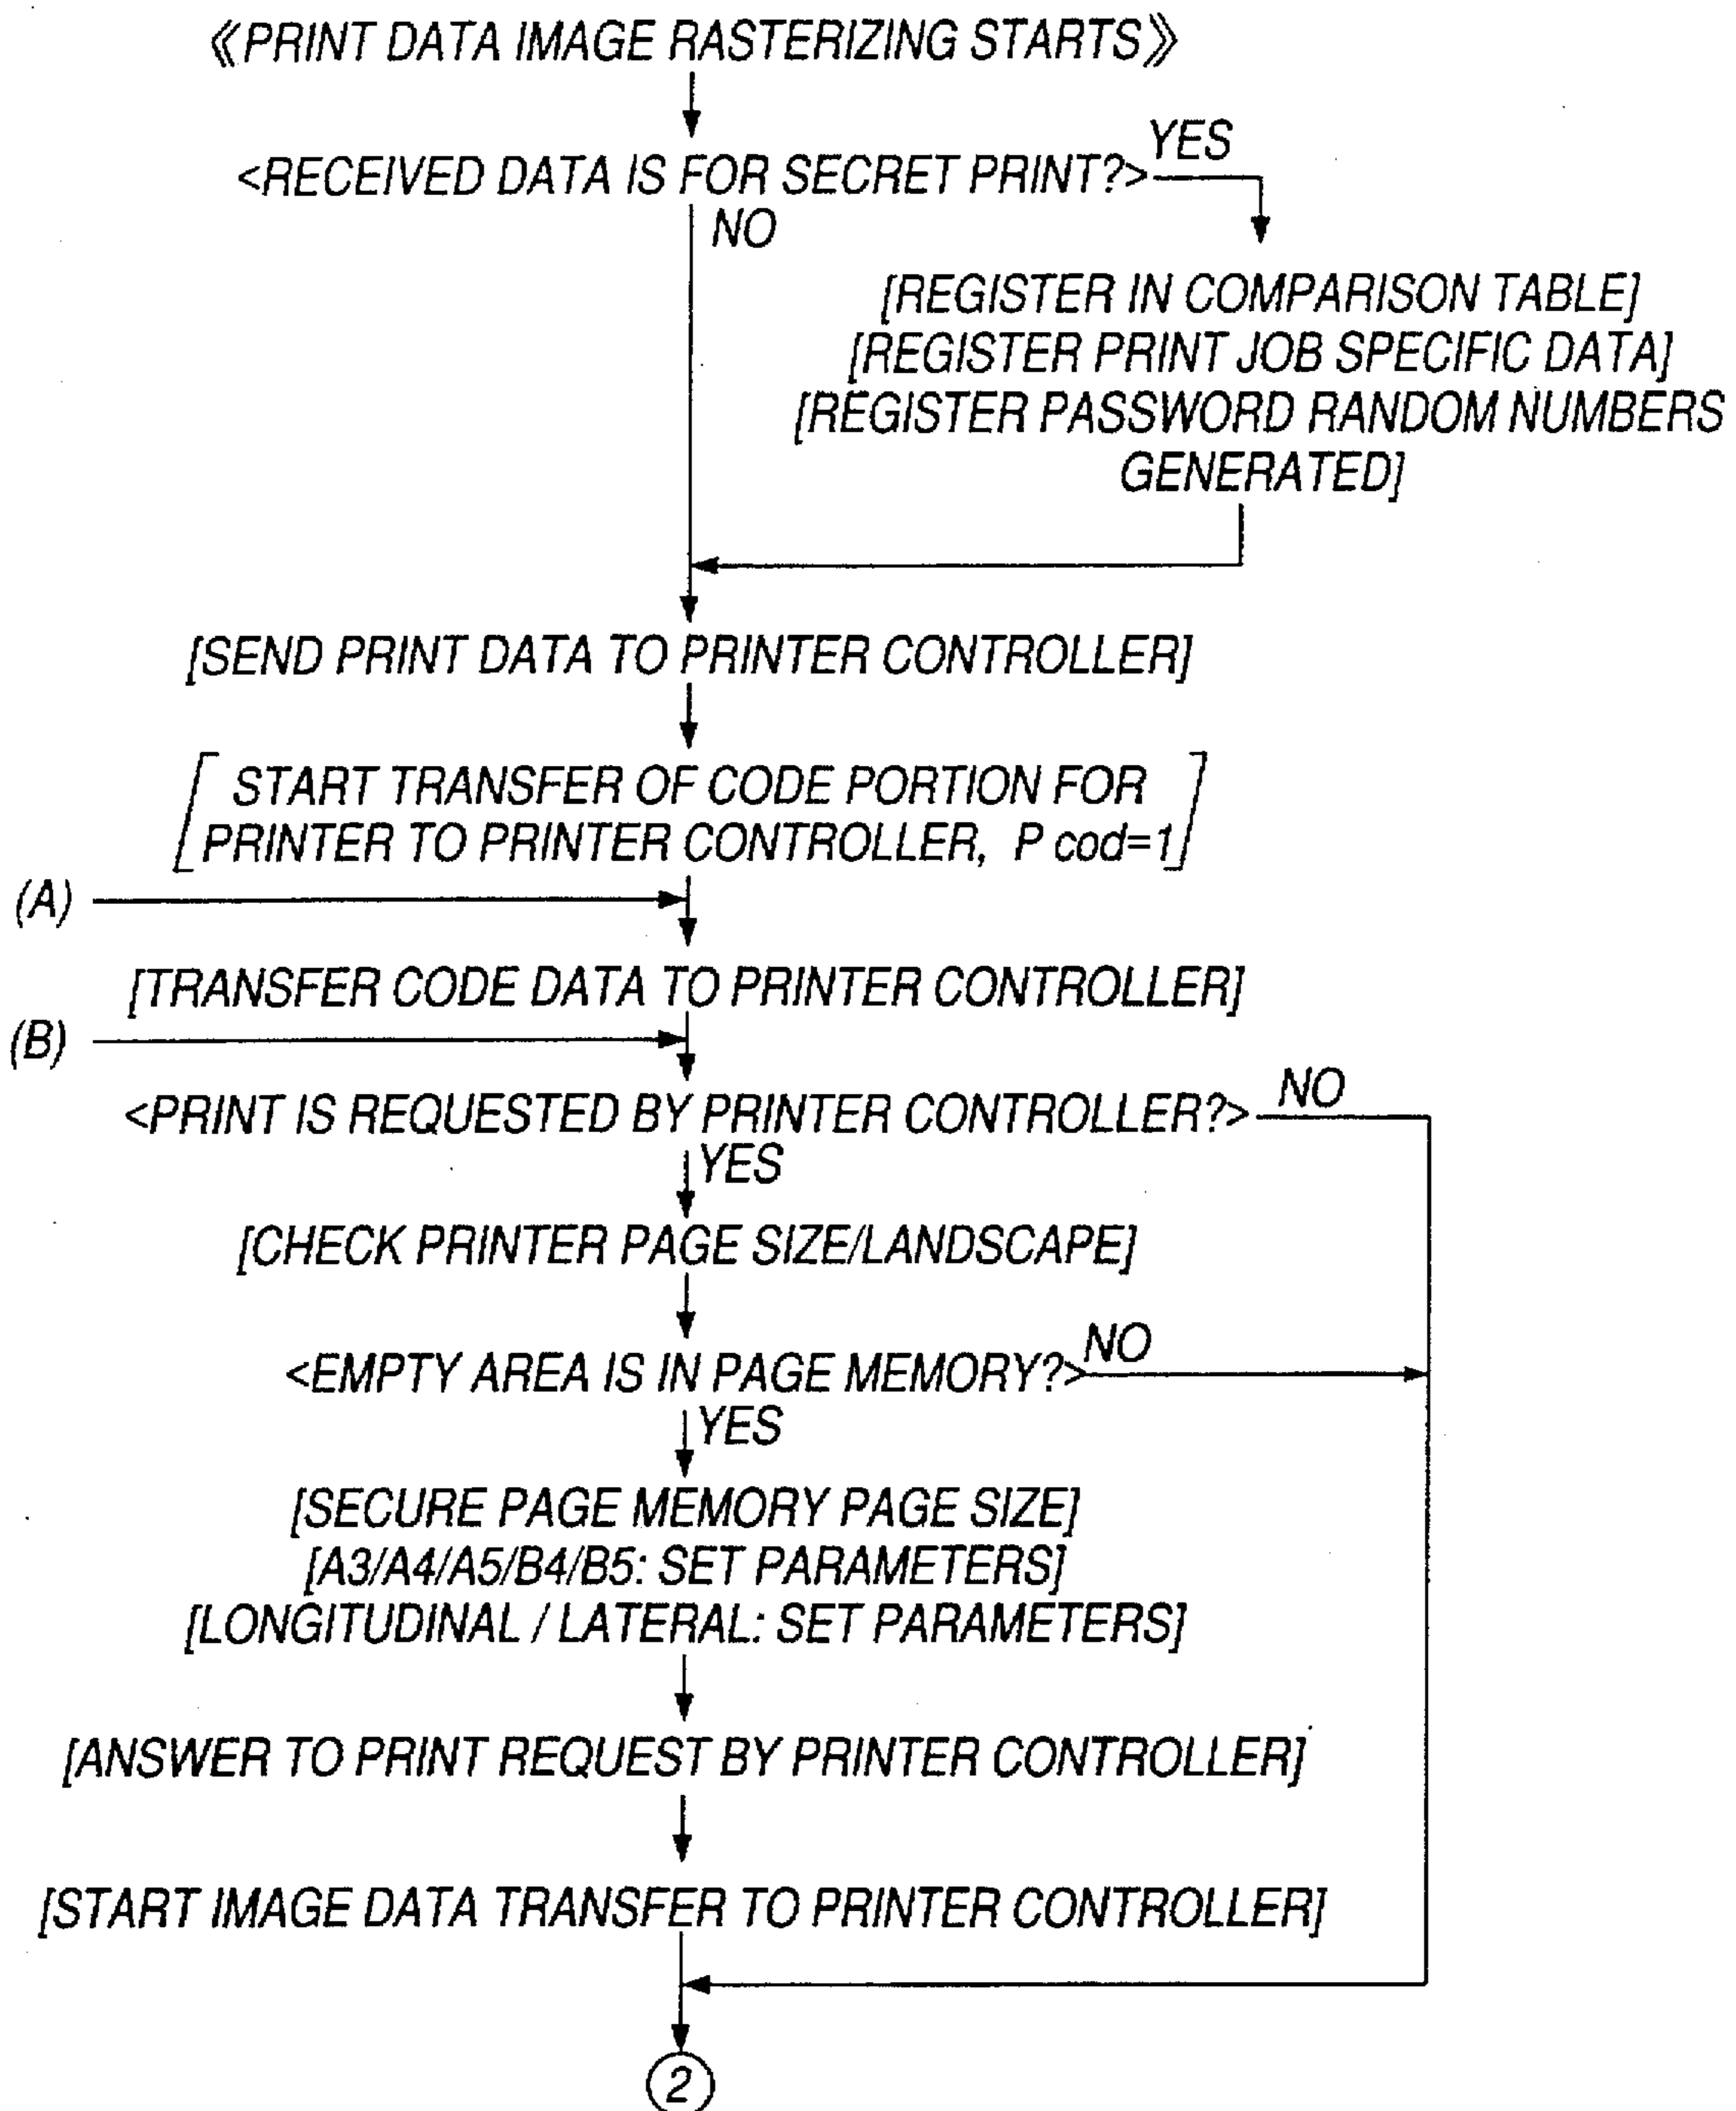 《PRINT DATA IMAGE RASTERIZING STARTS》
<RECEIVED DATA IS FOR SECRET PRINT?>
YES
NO
[REGISTER IN COMPARISON TABLE]
[REGISTER PRINT JOB SPECIFIC DATA]
[REGISTER PASSWORD RANDOM NUMBERS
GENERATED]
[SEND PRINT DATA TO PRINTER CONTROLLER]
[START TRANSFER OF CODE PORTION FOR
PRINTER TO PRINTER CONTROLLER, P cod=1]
(A)
[TRANSFER CODE DATA TO PRINTER CONTROLLER]
(B)
<PRINT IS REQUESTED BY PRINTER CONTROLLER?>
NO
YES
[CHECK PRINTER PAGE SIZE/LANDSCAPE]
<EMPTY AREA IS IN PAGE MEMORY?>
NO
YES
[SECURE PAGE MEMORY PAGE SIZE]
[A3/A4/A5/B4/B5: SET PARAMETERS]
[LONGITUDINAL / LATERAL: SET PARAMETERS]
[ANSWER TO PRINT REQUEST BY PRINTER CONTROLLER]
[START IMAGE DATA TRANSFER TO PRINTER CONTROLLER]
2